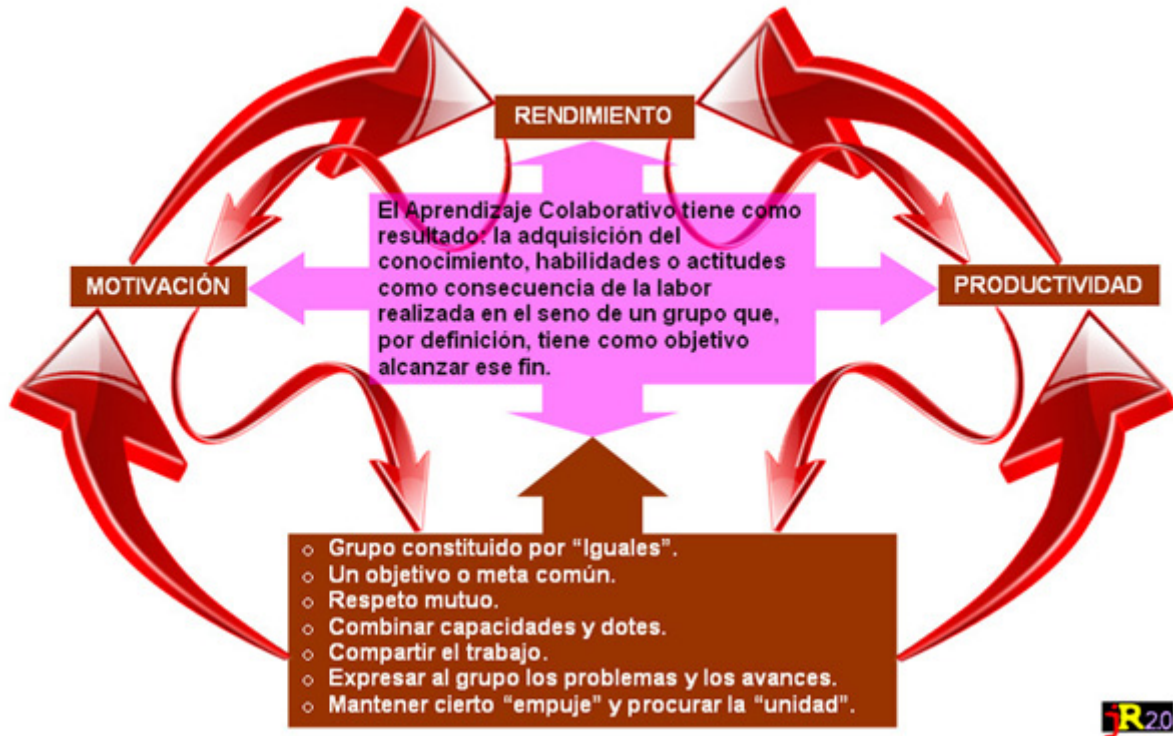 RENDIMIENTO
El Aprendizaje Colaborativo tiene como
resultado: la adquisición del
conocimiento, habilidades o actitudes
como consecuencia de la labor
realizada en el seno de un grupo que,
por definición, tiene como objetivo
alcanzar ese fin.
MOTIVACIÓN
PRODUCTIVIDAD
o Grupo constituido por “Iguales”.
o Un objetivo o meta común.
o Respeto mutuo.
o Combinar capacidades y dotes.
o Compartir el trabajo.
o Expresar al grupo los problemas y los avances.
o Mantener cierto “empuje” y procurar la “unidad”.
jR 2.0